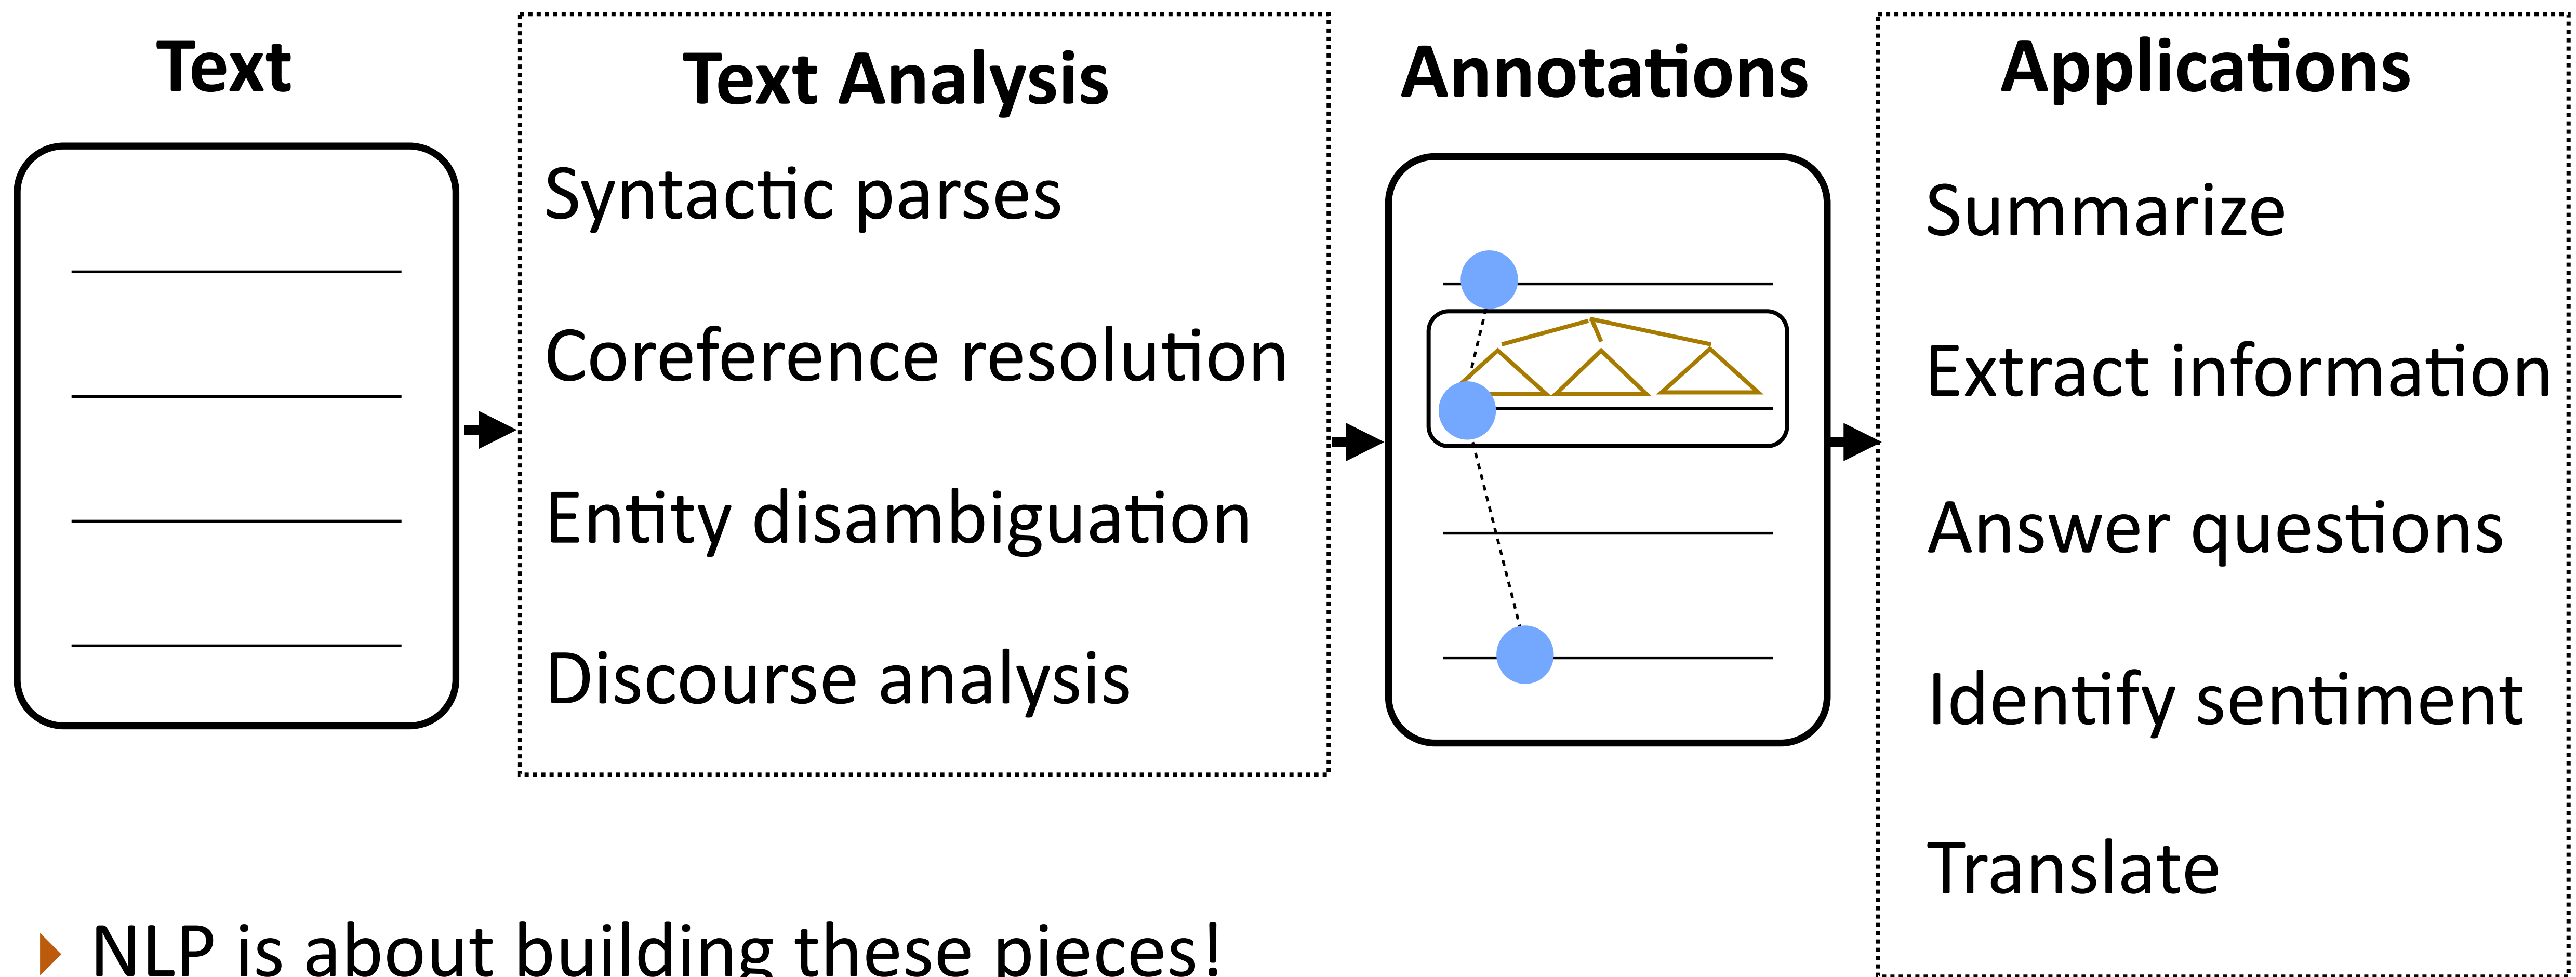 Text
Text Analysis
Syntactic parses
Coreference resolution
Entity disambiguation
Discourse analysis
Annotations
Applications
Summarize
Extract information
Answer questions
Identify sentiment
Translate
NLP is about building these pieces!